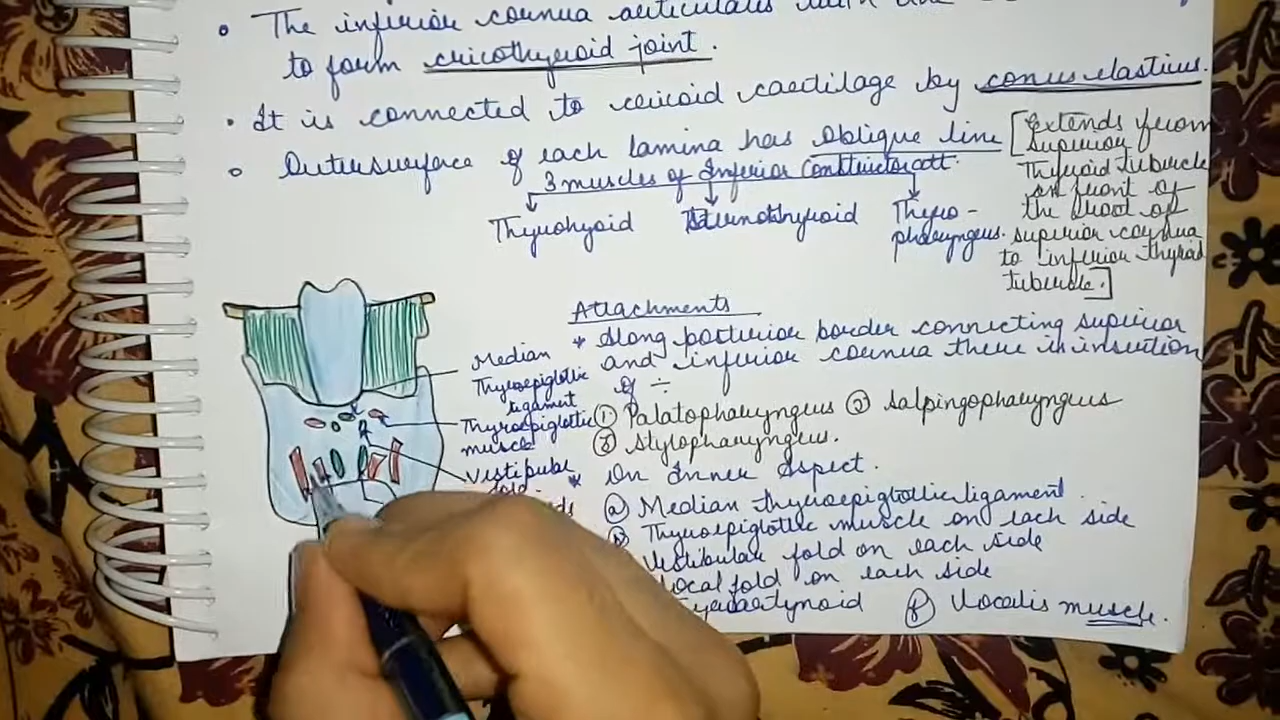 The inferior cornua articulates with the
to form cricothyroid joint.
It is connected to cricoid cartilage by conus elasticus.
Outersurface of each lamina has oblique line
[Extends from
Superior
Thyroid tubercle
in front of
the root of
superior cornua
to inferior thyroid
tubercle.]
3 muscles of Inferior Constrictor att.
Thyrohyoid
Sternothyroid
Thyro-
pharyngeus.
Attachments
* Along posterior border connecting superior
and inferior cornua there is insertion
of ÷
① Palatopharyngeus ② Salpingopharyngeus
③ Stylopharyngeus.
* On Inner Aspect.
ⓐ Median thyroepiglottic ligament
ⓑ Thyroepiglottic muscle on each side
Vestibular fold on each side
Vocal fold on each side
ⓕ Vocalis muscle.
Median
Thyroepiglottic
ligament
Thyroepiglottic
muscle
Vestibular
fold.